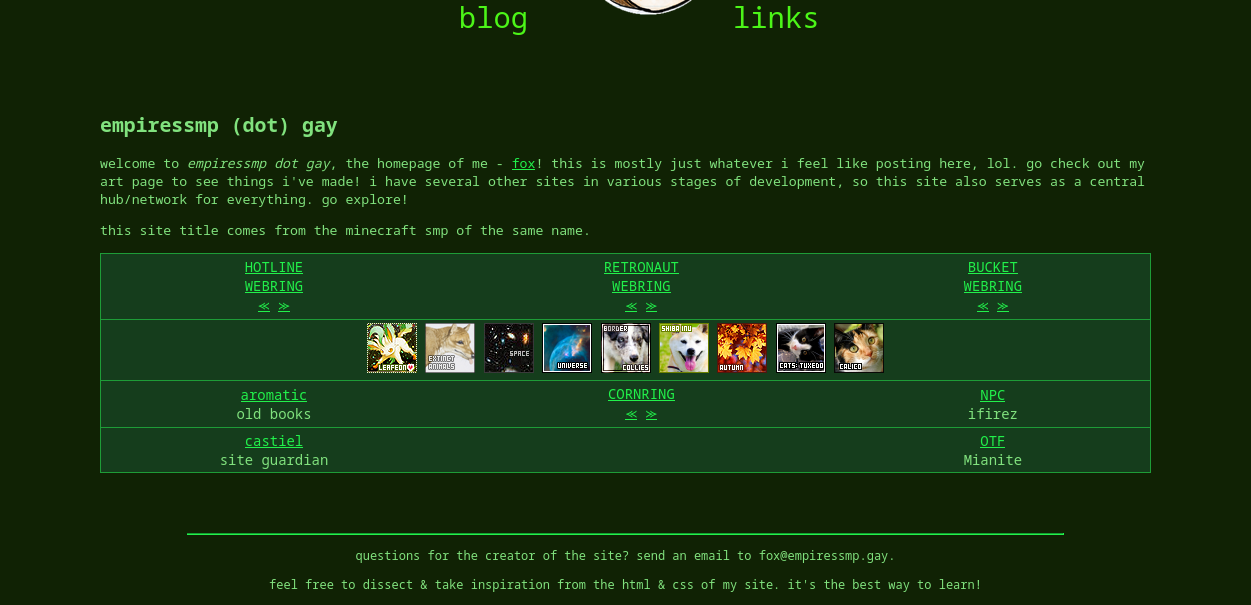 blog links
empiressmp (dot) gay
welcome to empiressmp dot gay, the homepage of me - fox! this is mostly just whatever i feel like posting here, lol. go check out my
art page to see things i've made! i have several other sites in various stages of development, so this site also serves as a central
hub/network for everything. go explore!
this site title comes from the minecraft smp of the same name.
HOTLINE RETRONAUT BUCKET
WEBRING WEBRING WEBRING
≪ ≫ ≪ ≫ ≪ ≫
LEAFEON EXTINCT ANIMALS SPACE UNIVERSE BORDER COLLIES SHIBA INU AUTUMN CATS: TUXEDO CALICO
aromatic CORNRING NPC
old books ≪ ≫ ifirez
castiel OTF
site guardian Mianite
questions for the creator of the site? send an email to fox@empiressmp.gay.
feel free to dissect & take inspiration from the html & css of my site. it's the best way to learn!